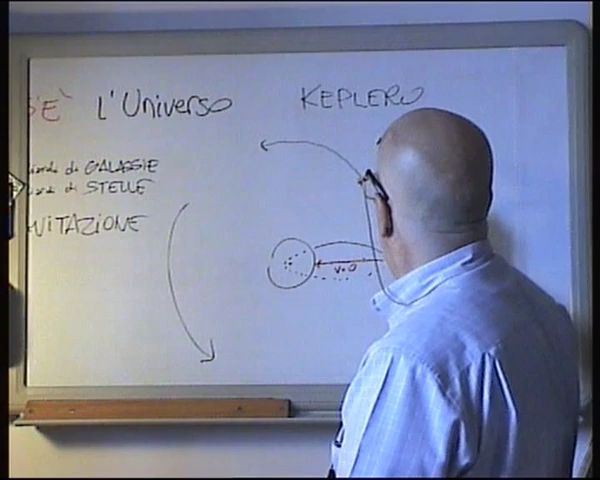 'E' L'Universo
KEPLERO
di GALASSIE
di STELLE
VITAZIONE
V=0